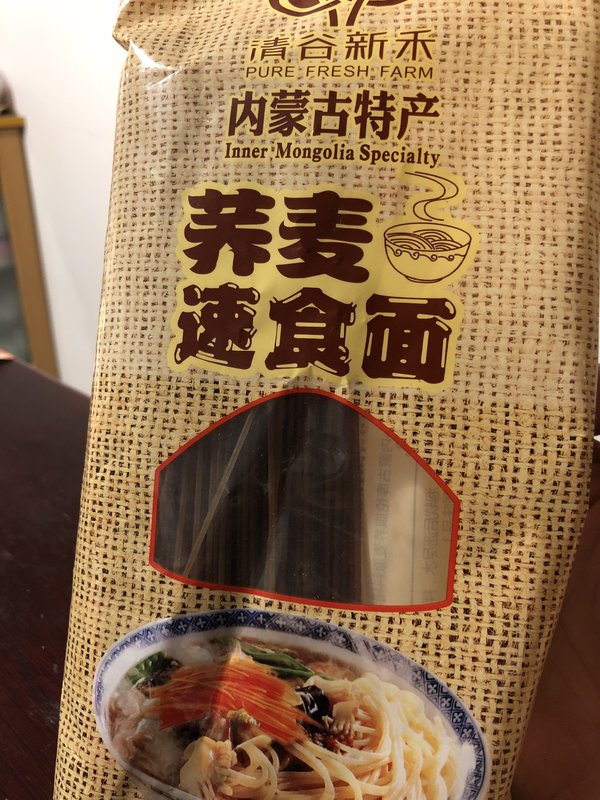 清谷新禾
PURE FRESH FARM
内蒙古特产
Inner Mongolia Specialty
荞麦
速食面